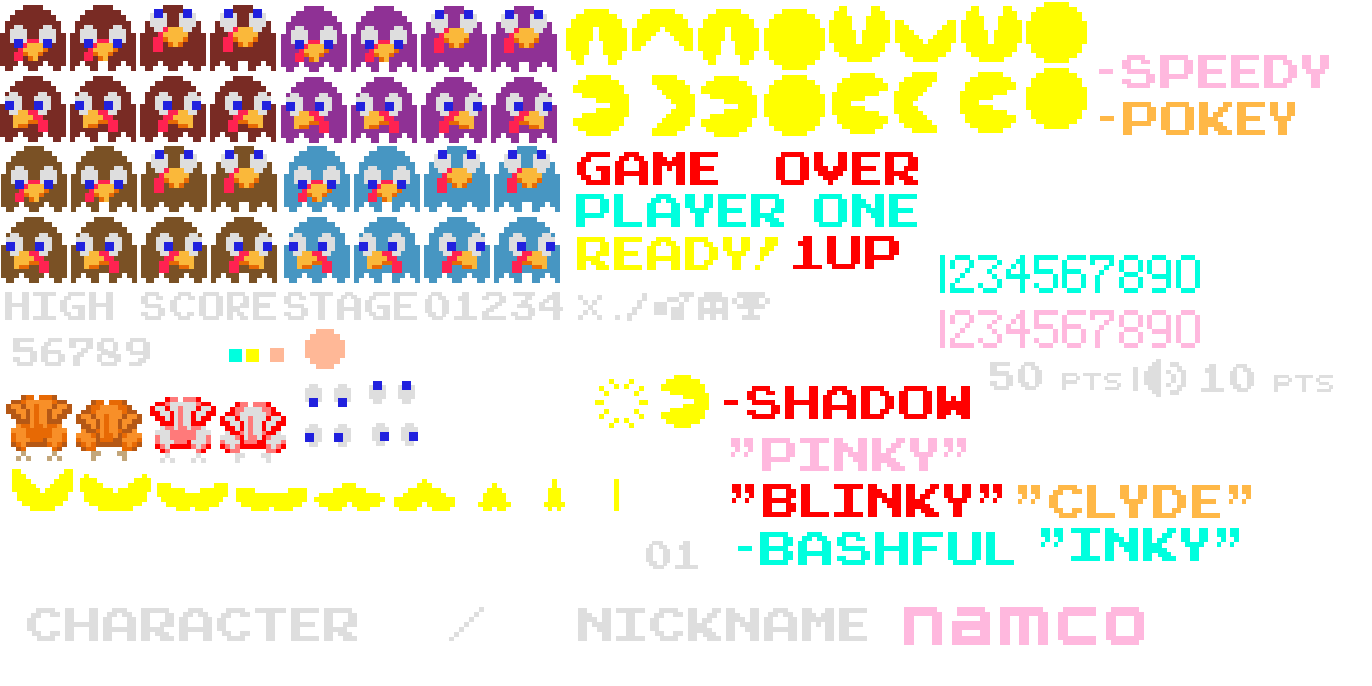 -SPEEDY
-POKEY
GAME OVER
PLAYER ONE
READY! 1UP
1234567890
HIGH SCORE STAGE 01234 X./
1234567890
56789
50 PTS 10 PTS
-SHADOW
"PINKY"
"BLINKY" "CLYDE"
-BASHFUL "INKY"
01
CHARACTER / NICKNAME namco